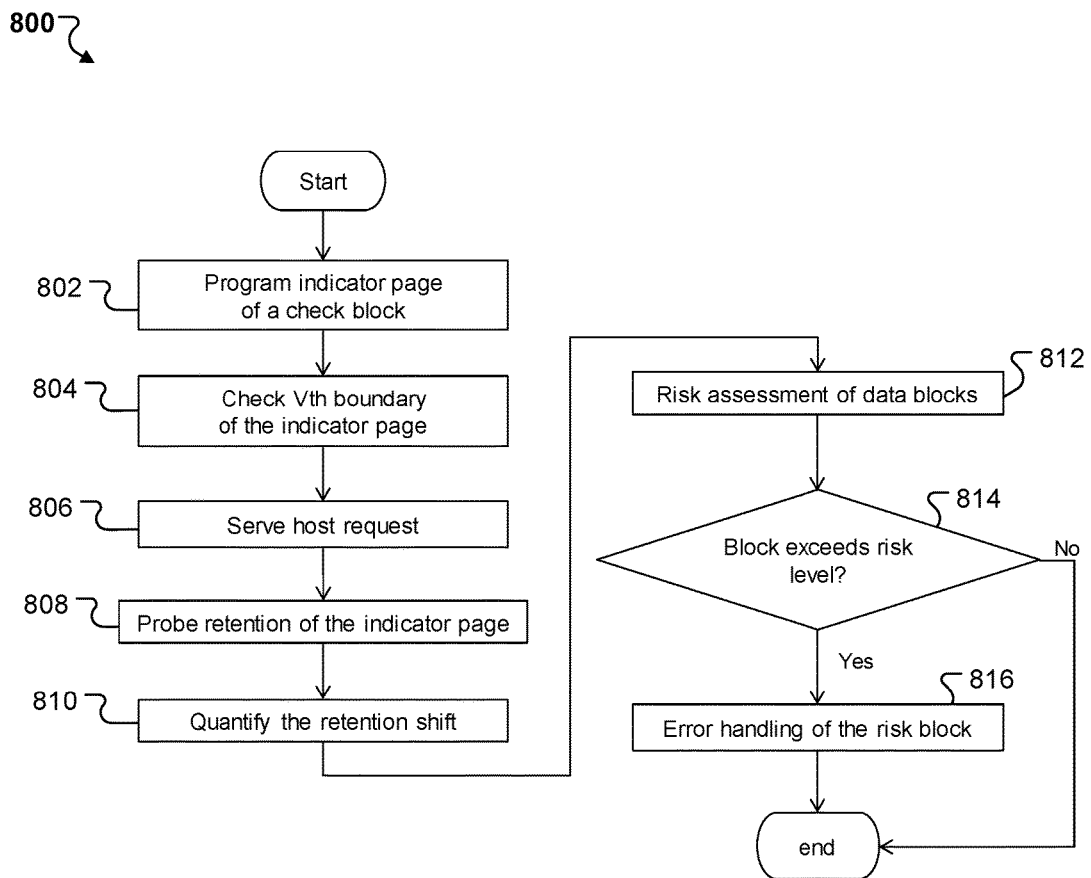 800
Start
802
Program indicator page
of a check block
804
Check Vth boundary
of the indicator page
806
Serve host request
808
Probe retention of the indicator page
810
Quantify the retention shift
812
Risk assessment of data blocks
814
Block exceeds risk
level?
No
Yes
816
Error handling of the risk block
end